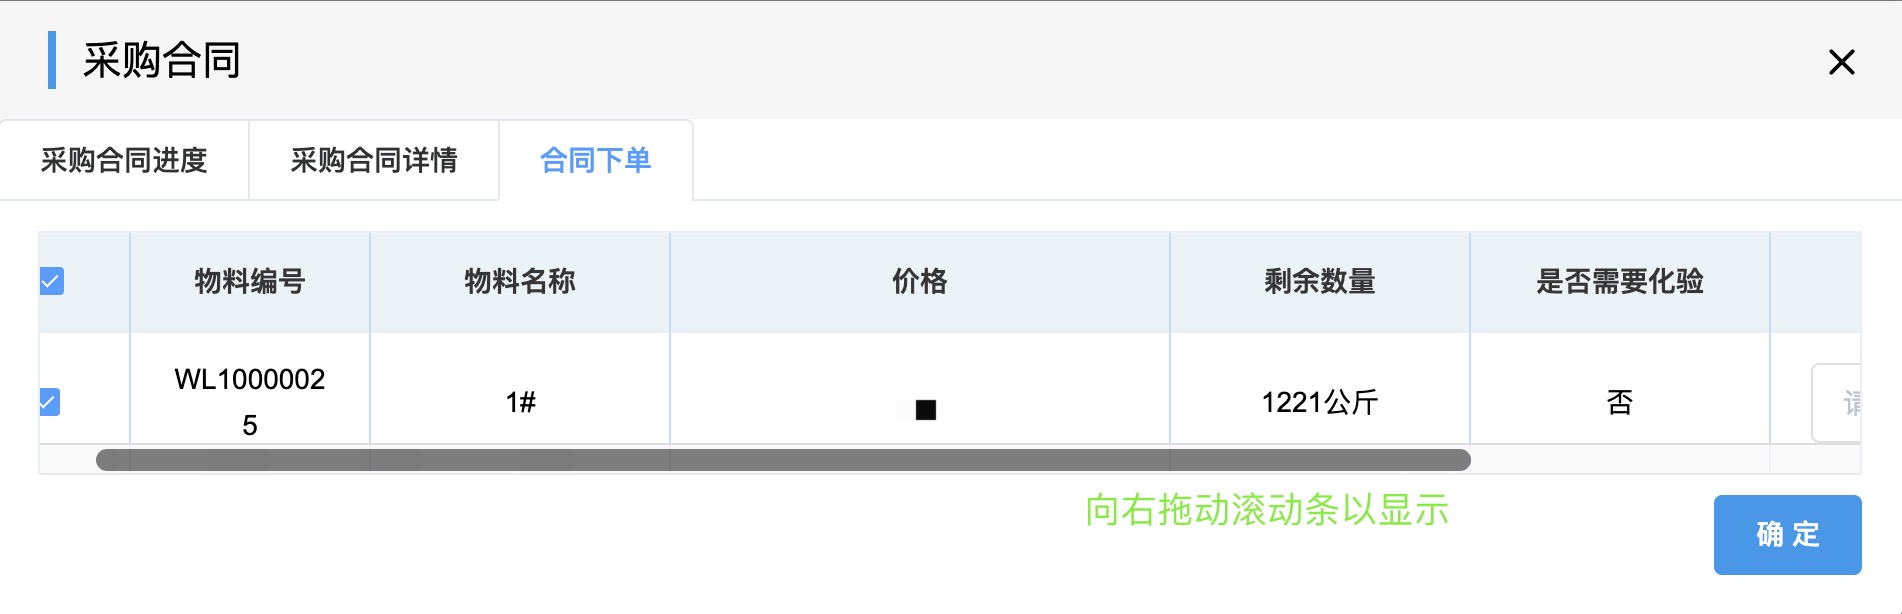 采购合同
采购合同进度 采购合同详情 合同下单
物料编号 物料名称 价格 剩余数量 是否需要化验
WL1000002
5
1# 1221公斤 否 请
向右拖动滚动条以显示
确定